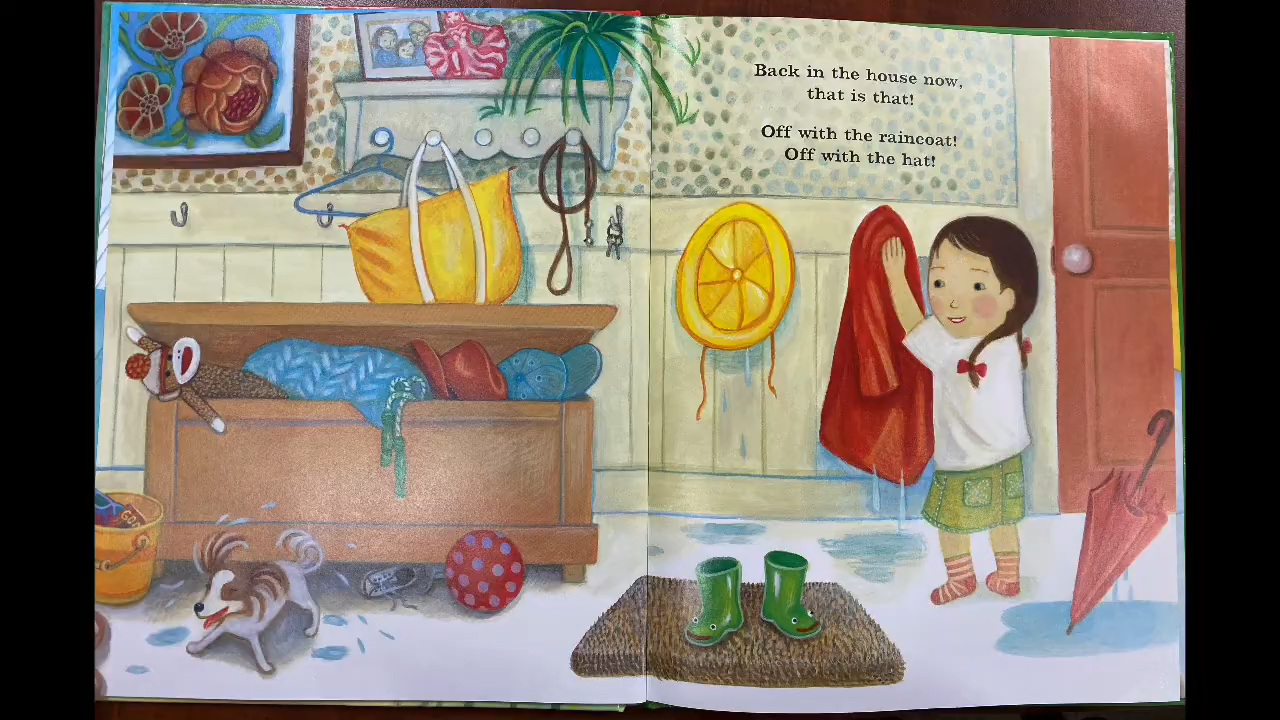 Back in the house now,
that is that!
Off with the raincoat!
Off with the hat!